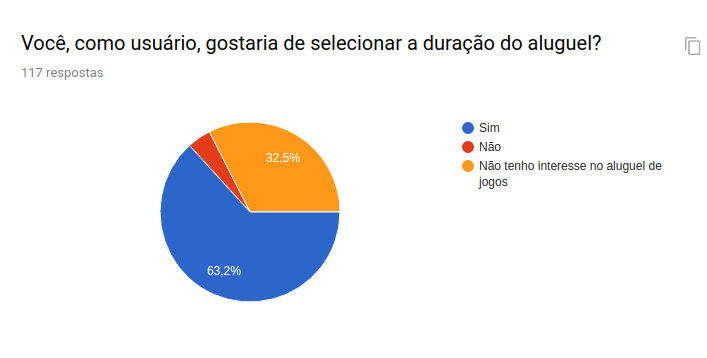 Você, como usuário, gostaria de selecionar a duração do aluguel?
117 respostas
32,5%
63,2%
Sim
Não
Não tenho interesse no aluguel de
jogos